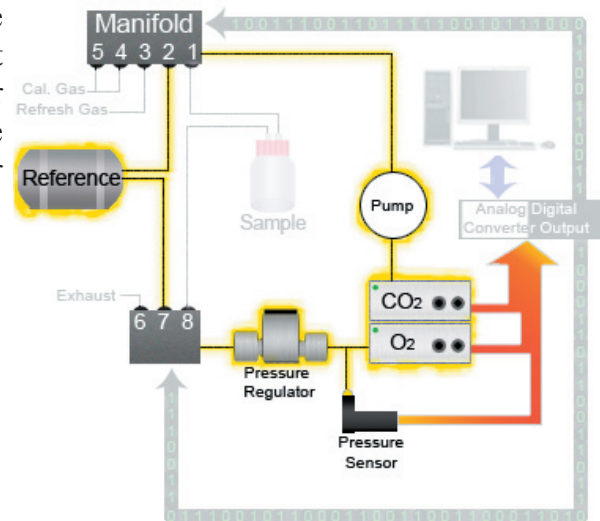 Manifold
5 4 3 2 1
Cal. Gas
Refresh Gas
Reference
Sample
Pump
Analog Digital
Converter Output
Exhaust
6 7 8
CO2
O2
Pressure
Regulator
Pressure
Sensor